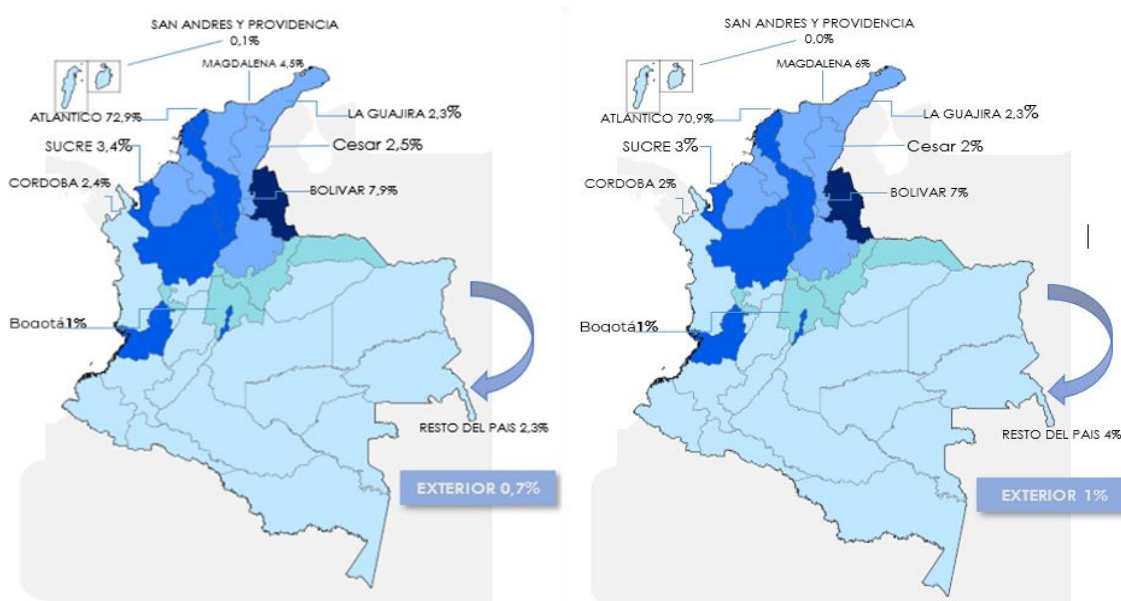 SAN ANDRES Y PROVIDENCIA
0,1%
MAGDALENA 4,5%
ATLANTICO 72,9%
LA GUAJIRA 2,3%
SUCRE 3,4%
Cesar 2,5%
CORDOBA 2,4%
BOLIVAR 7,9%
Bogotá1%
RESTO DEL PAIS 2,3%
EXTERIOR 0,7%
SAN ANDRES Y PROVIDENCIA
0,0%
MAGDALENA 6%
ATLANTICO 70,9%
LA GUAJIRA 2,3%
SUCRE 3%
Cesar 2%
CORDOBA 2%
BOLIVAR 7%
Bogotá1%
RESTO DEL PAIS 4%
EXTERIOR 1%